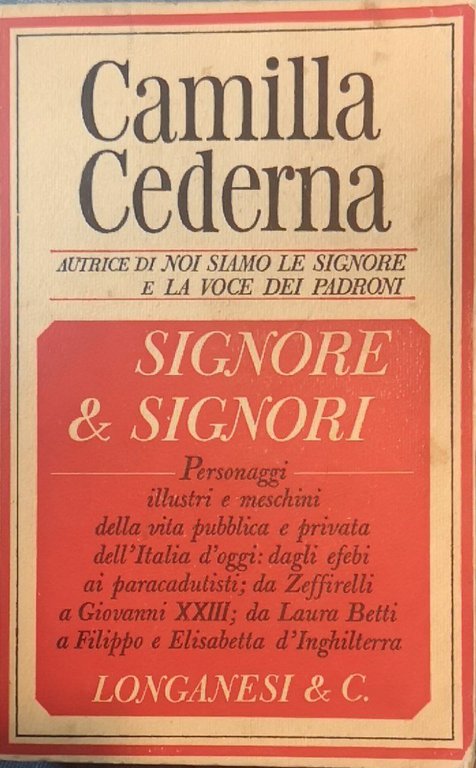 Camilla
Cederna
AUTRICE DI NOI SIAMO LE SIGNORE
E LA VOCE DEI PADRONI
SIGNORE
& SIGNORI
Personaggi
illustri e meschini
della vita pubblica e privata
dell'Italia d'oggi: dagli efebi
ai paracadutisti; da Zeffirelli
a Giovanni XXIII; da Laura Betti
a Filippo e Elisabetta d'Inghilterra
LONGANESI & C.